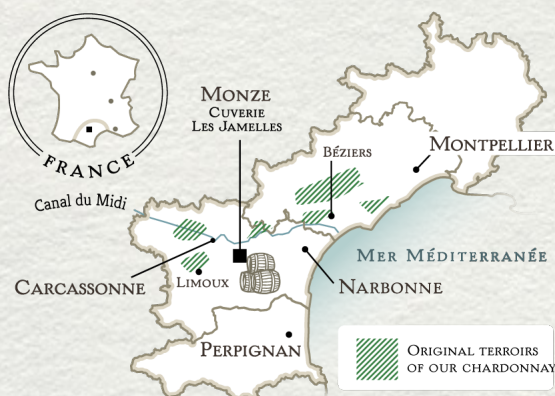 FRANCE
MONZE
CUVERIE
LES JAMELLES
BÉZIERS
MONTPELLIER
Canal du Midi
MER MÉDITERRANÉE
CARCASSONNE
LIMOUX
NARBONNE
PERPIGNAN
ORIGINAL TERROIRS
OF OUR CHARDONNAY